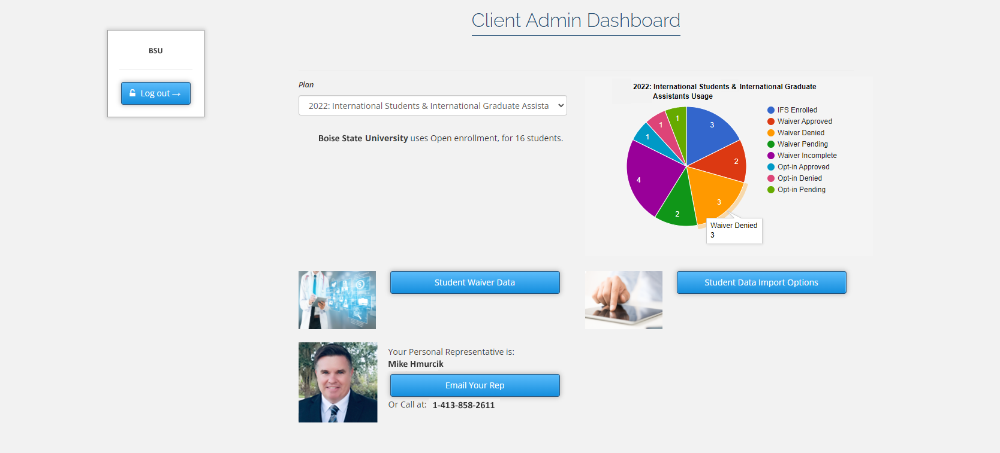 Client Admin Dashboard
BSU
Log out →
Plan
2022: International Students & International Graduate Assista
Boise State University uses Open enrollment, for 16 students.
2022: International Students & International Graduate
Assistants Usage
3
2
3
2
4
1
1
1
IFS Enrolled
Waiver Approved
Waiver Denied
Waiver Pending
Waiver Incomplete
Opt-in Approved
Opt-in Denied
Opt-in Pending
Waiver Denied
3
Student Waiver Data
Student Data Import Options
Your Personal Representative is:
Mike Hmurcik
Email Your Rep
Or Call at: 1-413-858-2611